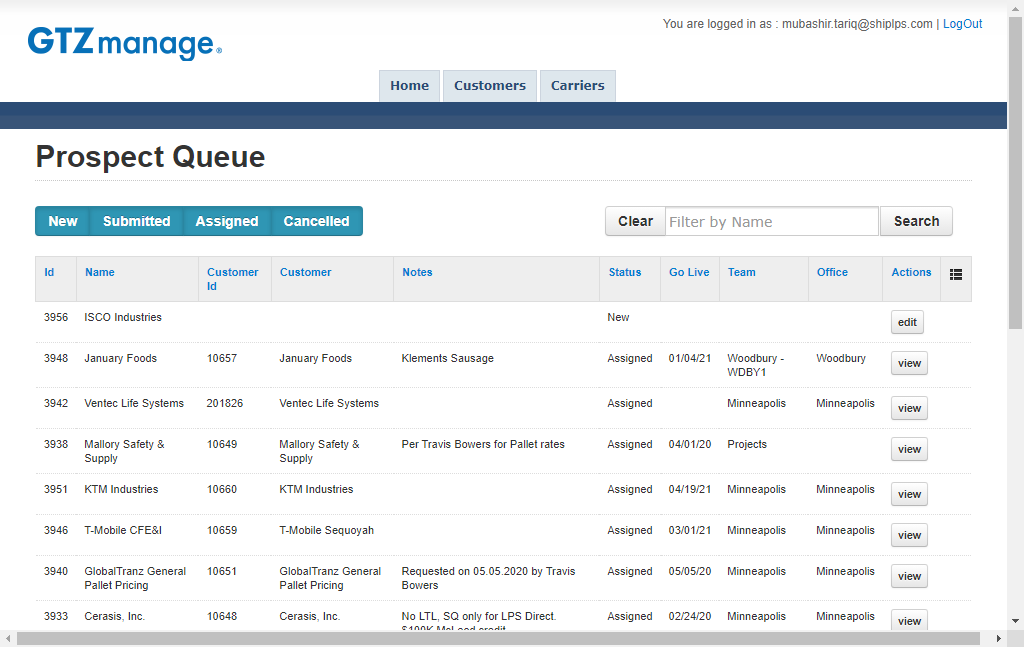 You are logged in as : mubashir.tariq@shiplps.com | LogOut
GTZmanage®
Home Customers Carriers
Prospect Queue
New Submitted Assigned Cancelled Clear Filter by Name Search
Id Name Customer Id Customer Notes Status Go Live Team Office Actions
3956 ISCO Industries New edit
3948 January Foods 10657 January Foods Klements Sausage Assigned 01/04/21 Woodbury - WDBY1 Woodbury view
3942 Ventec Life Systems 201826 Ventec Life Systems Assigned Minneapolis Minneapolis view
3938 Mallory Safety & Supply 10649 Mallory Safety & Supply Per Travis Bowers for Pallet rates Assigned 04/01/20 Projects view
3951 KTM Industries 10660 KTM Industries Assigned 04/19/21 Minneapolis Minneapolis view
3946 T-Mobile CFE&I 10659 T-Mobile Sequoyah Assigned 03/01/21 Minneapolis Minneapolis view
3940 GlobalTranz General Pallet Pricing 10651 GlobalTranz General Pallet Pricing Requested on 05.05.2020 by Travis Bowers Assigned 05/05/20 Minneapolis Minneapolis view
3933 Cerasis, Inc. 10648 Cerasis, Inc. No LTL, SQ only for LPS Direct. Assigned 02/24/20 Minneapolis Minneapolis view